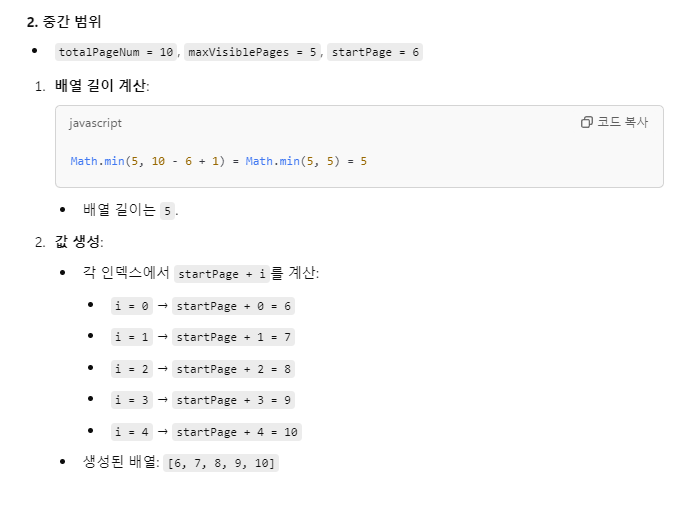 2. 중간 범위
• totalPageNum = 10, maxVisiblePages = 5, startPage = 6
1. 배열 길이 계산:
javascript 코드 복사
Math.min(5, 10 - 6 + 1) = Math.min(5, 5) = 5
• 배열 길이는 5.
2. 값 생성:
• 각 인덱스에서 startPage + i를 계산:
• i = 0 → startPage + 0 = 6
• i = 1 → startPage + 1 = 7
• i = 2 → startPage + 2 = 8
• i = 3 → startPage + 3 = 9
• i = 4 → startPage + 4 = 10
• 생성된 배열: [6, 7, 8, 9, 10]